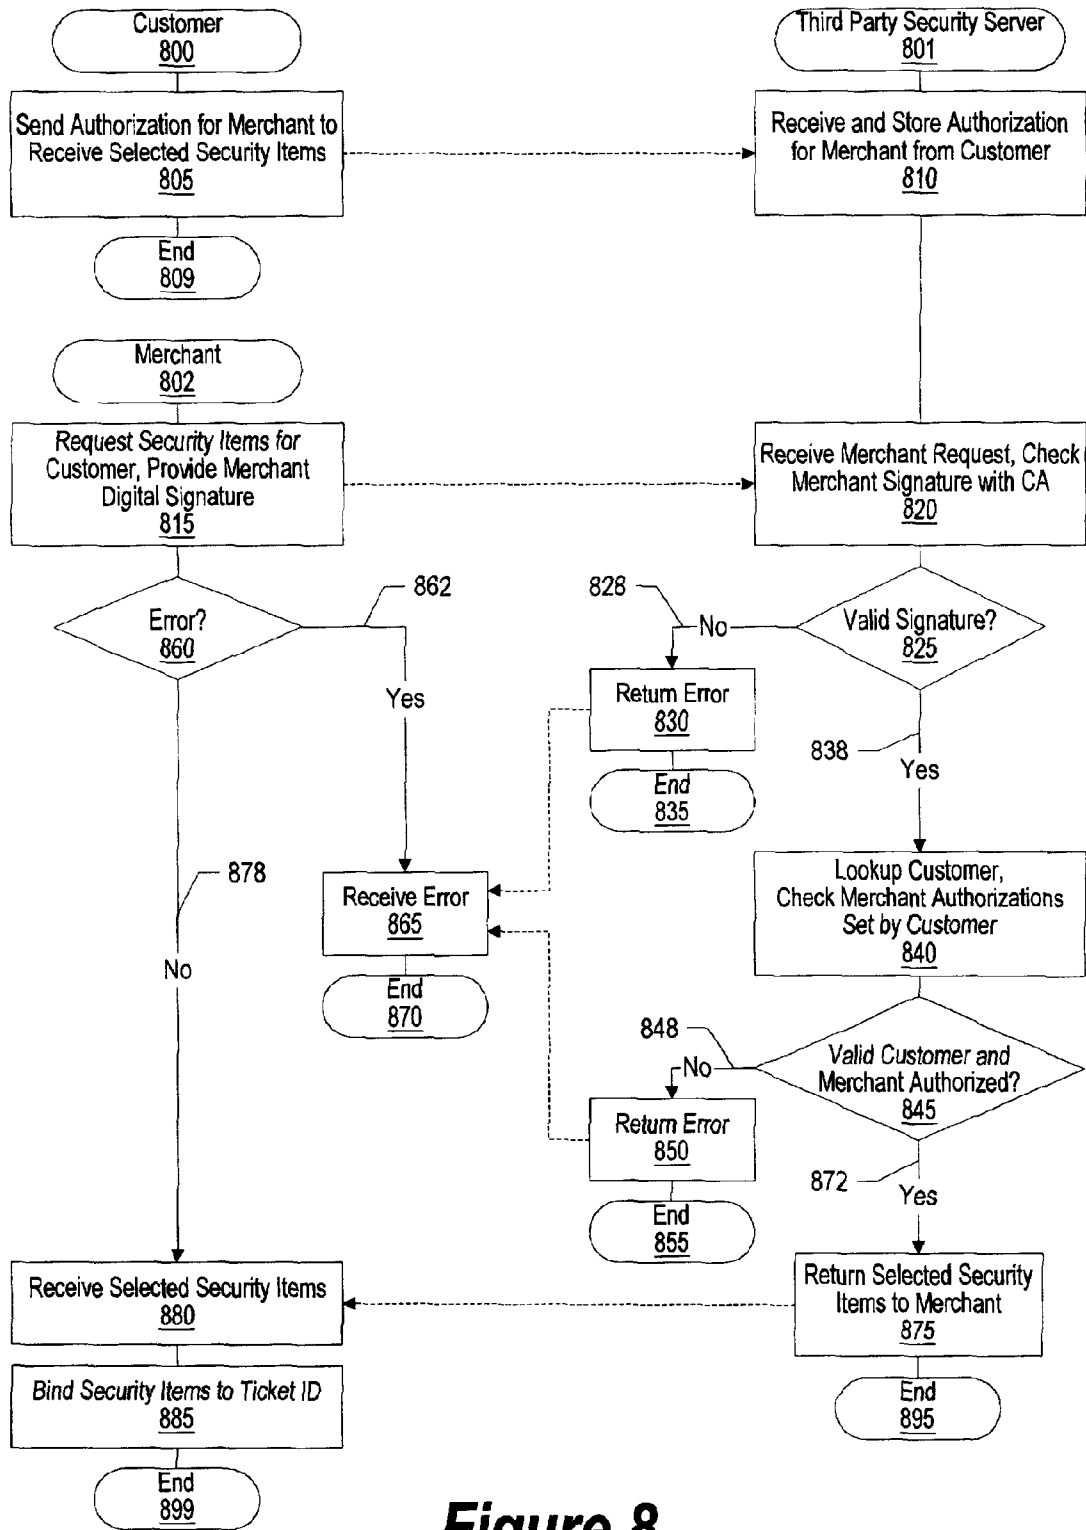 Customer
800
Third Party Security Server
801
Send Authorization for Merchant to
Receive Selected Security Items
805
Receive and Store Authorization
for Merchant from Customer
810
End
809
Merchant
802
Request Security Items for
Customer, Provide Merchant
Digital Signature
815
Receive Merchant Request, Check
Merchant Signature with CA
820
Error?
860
862
Yes
828
No
Valid Signature?
825
Return Error
830
End
835
838
Yes
878
No
Receive Error
865
End
870
Lookup Customer,
Check Merchant Authorizations
Set by Customer
840
848
No
Valid Customer and
Merchant Authorized?
845
Return Error
850
End
855
872
Yes
Receive Selected Security Items
880
Return Selected Security
Items to Merchant
875
Bind Security Items to Ticket ID
885
End
895
End
899
Figure 8